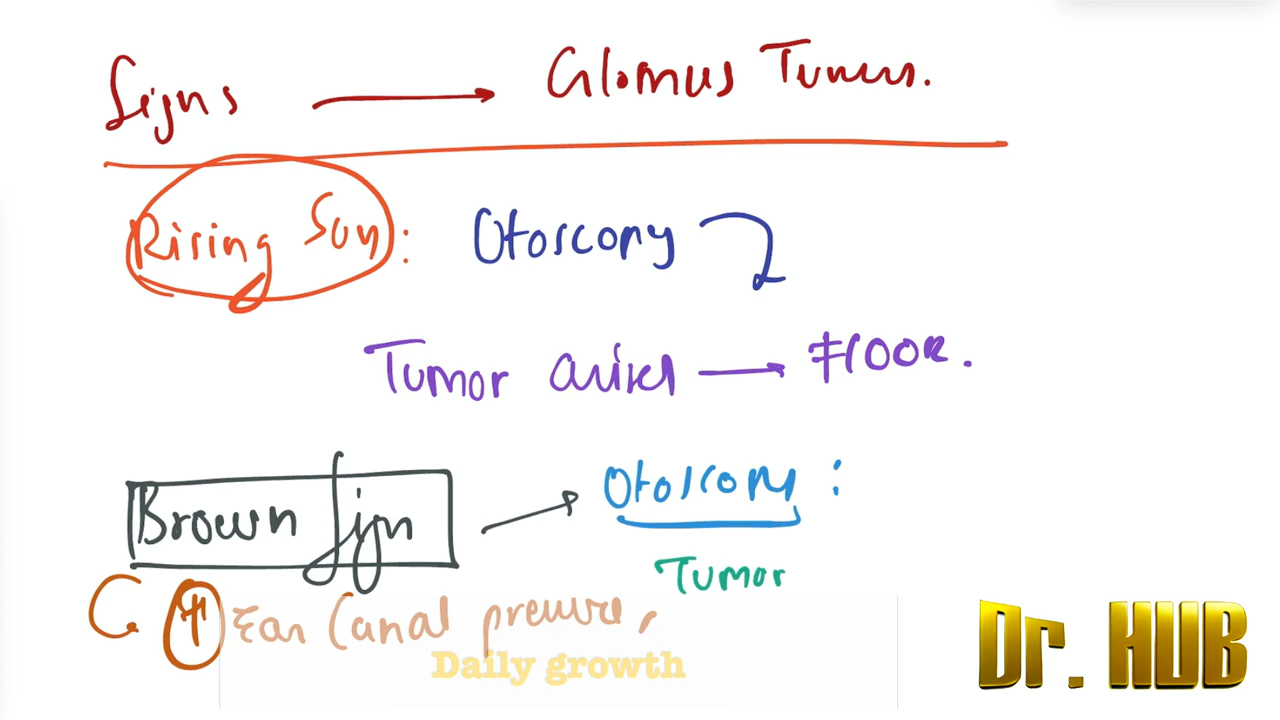 Signs → Glomus Tumor.
Rising Sun: Otoscopy
Tumor → Floor.
Brown Sign → Otoscopy:
Tumor
↑ Ear Canal pressure,
Daily growth
Dr. HUB